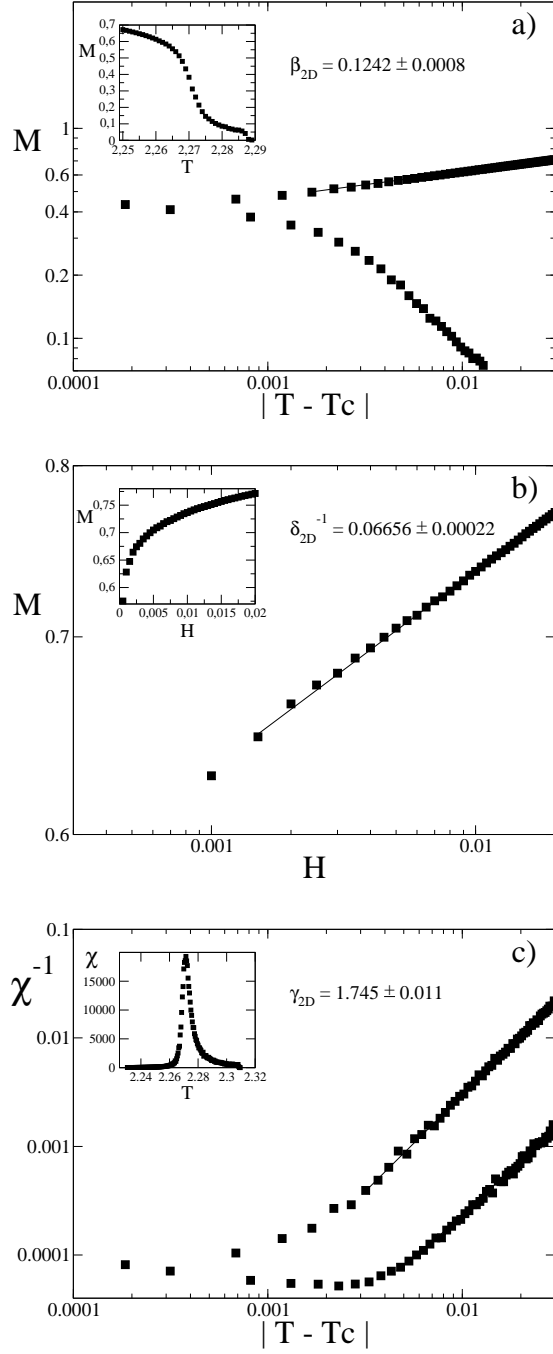 a)
0,7
0,6
M 0,5
0,4
0,3
0,2
0,1
0
2,25 2,26 2,27 2,28 2,29
T
β2D = 0.1242 ± 0.0008
M
1
0.6
0.4
0.1
0.0001 0.001 0.01
| T - Tc |
b)
0.8
M 0,75
0,7
0,65
0,6
0 0,005 0,01 0,015 0,02
H
δ2D-1 = 0.06656 ± 0.00022
M
0.7
0.6
0.001 0.01
H
c)
0.1
χ
15000
10000
5000
0
2.24 2.26 2.28 2.3 2.32
T
γ2D = 1.745 ± 0.011
χ-1
0.01
0.001
0.0001
0.0001 0.001 0.01
| T - Tc |